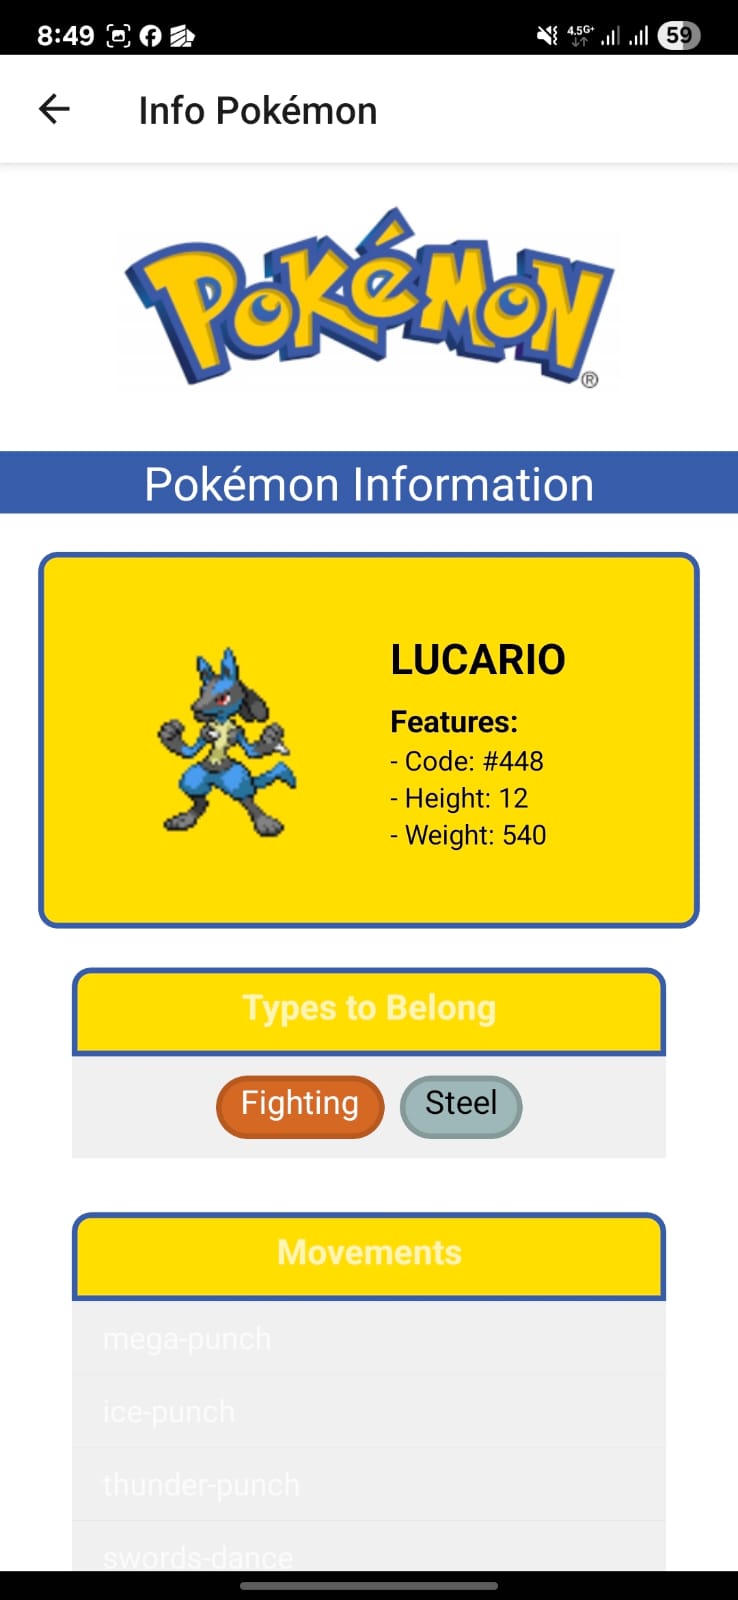 8:49 4.5G+ 59
Info Pokémon
POKÉMON
®
Pokémon Information
LUCARIO
Features:
- Code: #448
- Height: 12
- Weight: 540
Types to Belong
Fighting Steel
Movements
mega-punch
ice-punch
thunder-punch
swords-dance